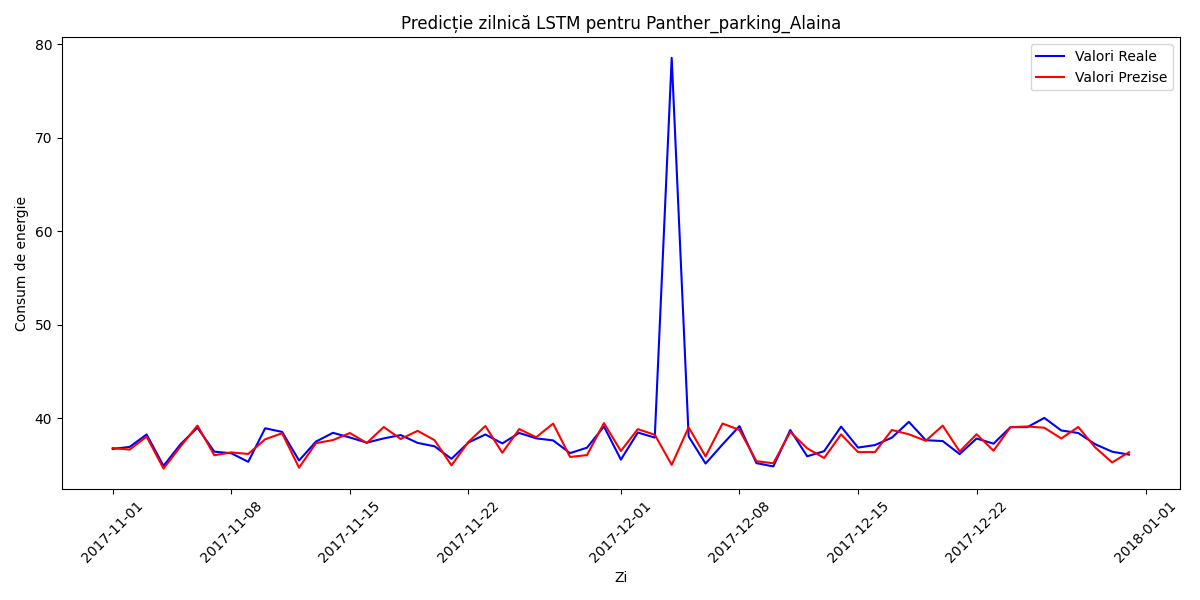 Predicție zilnică LSTM pentru Panther_parking_Alaina
Valori Reale
Valori Prezise
80
70
60
50
40
Consum de energie
2017-11-01
2017-11-08
2017-11-15
2017-11-22
2017-12-01
2017-12-08
2017-12-15
2017-12-22
2018-01-01
Zi